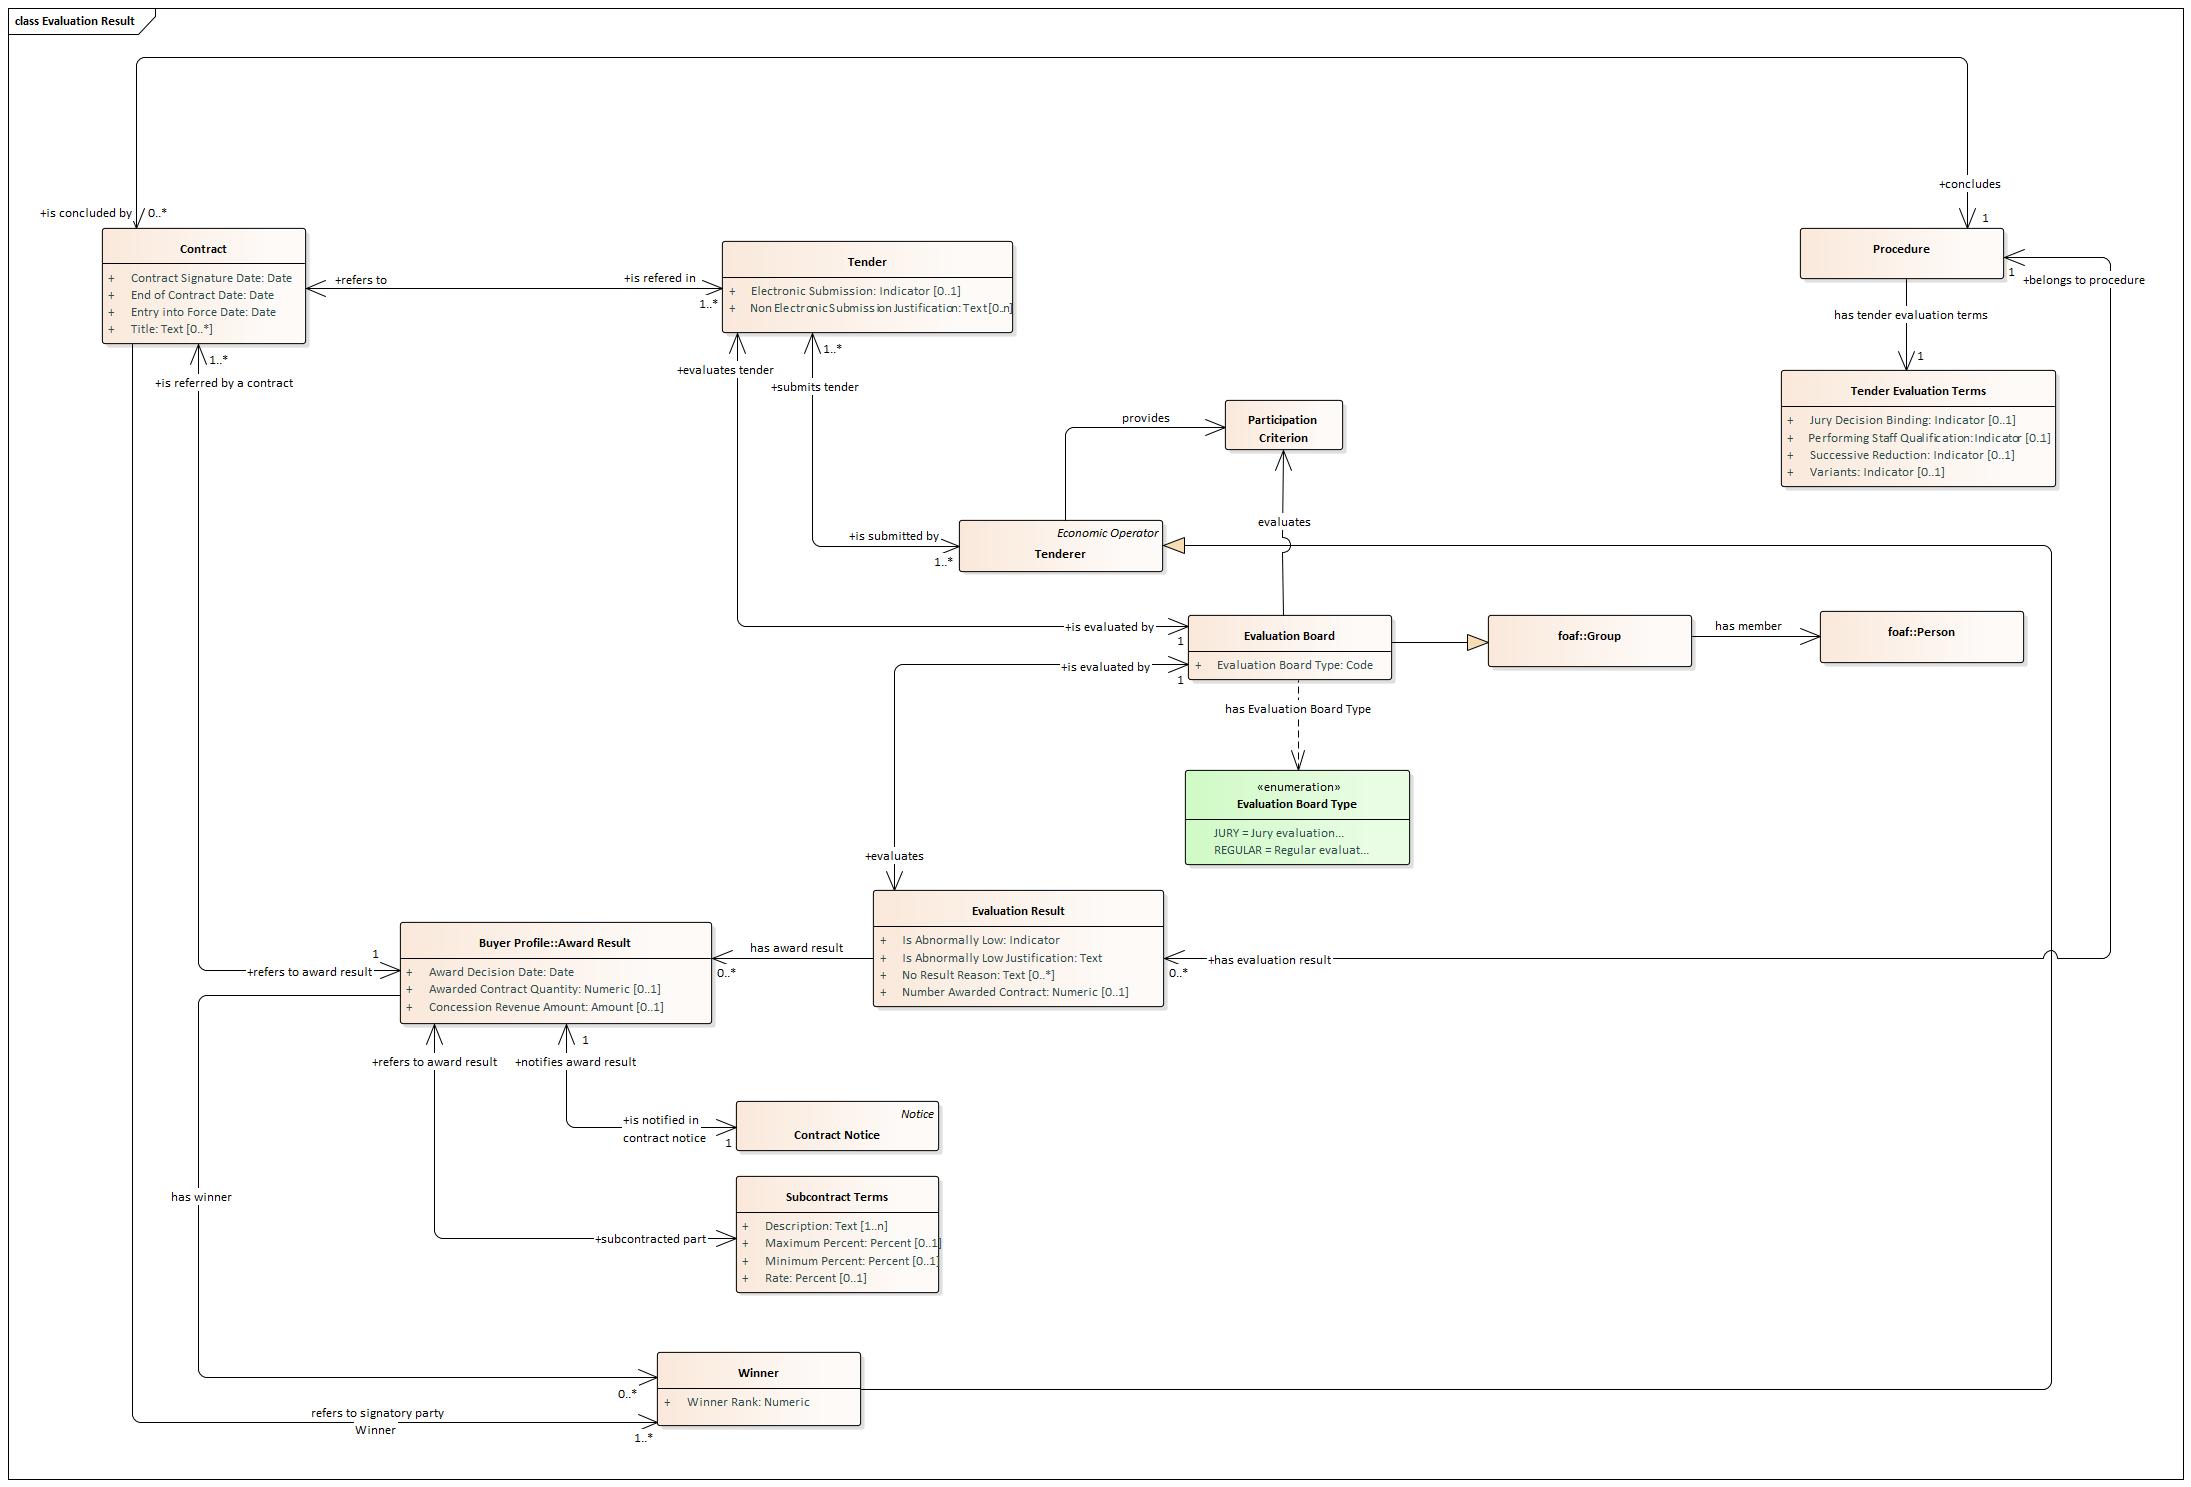 class Evaluation Result
+concludes
+is concluded by
0..*
1
Contract
+ Contract Signature Date: Date
+ End of Contract Date: Date
+ Entry into Force Date: Date
+ Title: Text [0..*]
+refers to
+is refered in
1..*
Tender
+ Electronic Submission: Indicator [0..1]
+ Non Electronic Submission Justification: Text [0..n]
Procedure
1
+belongs to procedure
has tender evaluation terms
1
1..*
+is referred by a contract
+evaluates tender
1..*
+submits tender
Tender Evaluation Terms
+ Jury Decision Binding: Indicator [0..1]
+ Performing Staff Qualification: Indicator [0..1]
+ Successive Reduction: Indicator [0..1]
+ Variants: Indicator [0..1]
provides
Participation
Criterion
evaluates
+is submitted by
1..*
Economic Operator
Tenderer
+is evaluated by
1
+is evaluated by
1
Evaluation Board
+ Evaluation Board Type: Code
foaf::Group
has member
foaf::Person
has Evaluation Board Type
«enumeration»
Evaluation Board Type
JURY = Jury evaluation...
REGULAR = Regular evaluat...
+evaluates
Evaluation Result
+ Is Abnormally Low: Indicator
+ Is Abnormally Low Justification: Text
+ No Result Reason: Text [0..*]
+ Number Awarded Contract: Numeric [0..1]
+has evaluation result
0..*
has award result
0..*
1
+refers to award result
Buyer Profile::Award Result
+ Award Decision Date: Date
+ Awarded Contract Quantity: Numeric [0..1]
+ Concession Revenue Amount: Amount [0..1]
1
+refers to award result
+notifies award result
+is notified in
contract notice
1
Notice
Contract Notice
has winner
Subcontract Terms
+ Description: Text [1..n]
+ Maximum Percent: Percent [0..1]
+ Minimum Percent: Percent [0..1]
+ Rate: Percent [0..1]
+subcontracted part
Winner
+ Winner Rank: Numeric
0..*
refers to signatory party
Winner
1..*